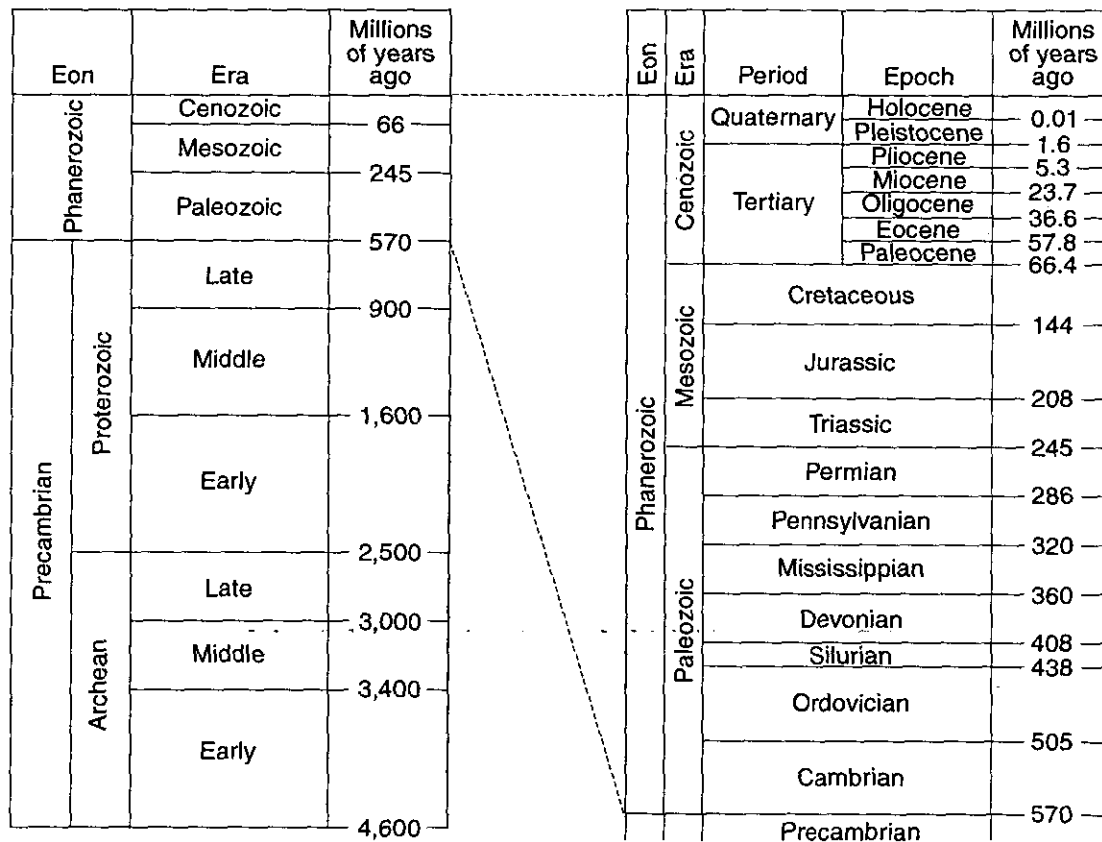 Eon
Era
Millions
of years
ago
Phanerozoic
Cenozoic
66
Mesozoic
245
Paleozoic
570
Precambrian
Proterozoic
Late
900
Middle
1,600
Early
2,500
Archean
Late
3,000
Middle
3,400
Early
4,600
Eon
Era
Period
Epoch
Millions
of years
ago
Phanerozoic
Cenozoic
Quaternary
Holocene
0.01
Pleistocene
1.6
Tertiary
Pliocene
5.3
Miocene
23.7
Oligocene
36.6
Eocene
57.8
Paleocene
66.4
Mesozoic
Cretaceous
144
Jurassic
208
Triassic
245
Paleozoic
Permian
286
Pennsylvanian
320
Mississippian
360
Devonian
408
Silurian
438
Ordovician
505
Cambrian
570
Precambrian